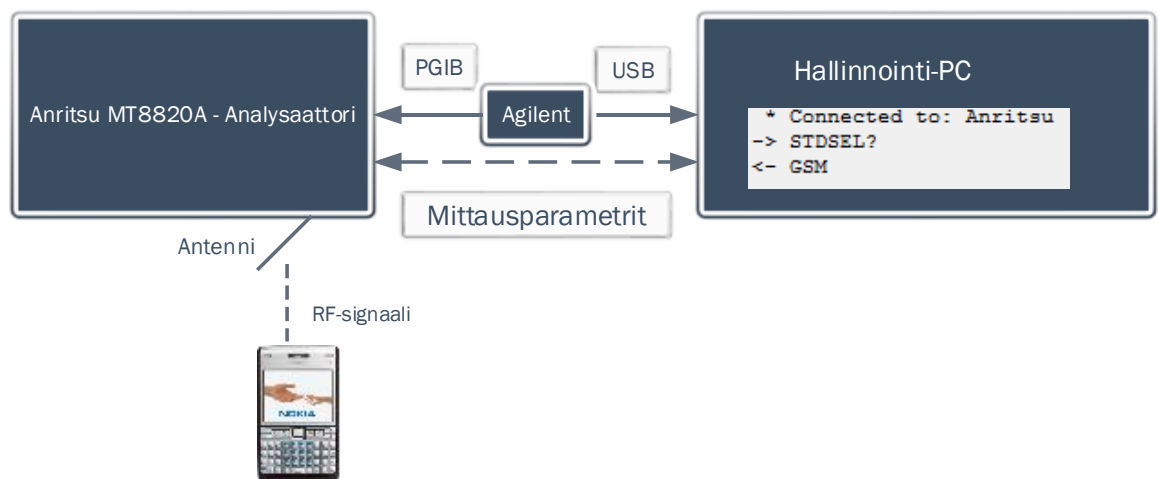 PGIB
USB
Hallinnointi-PC
Anritsu MT8820A - Analysaattori
Agilent
* Connected to: Anritsu
-> STDSEL?
<- GSM
Mittausparametrit
Antenni
RF-signaali
NOKIA